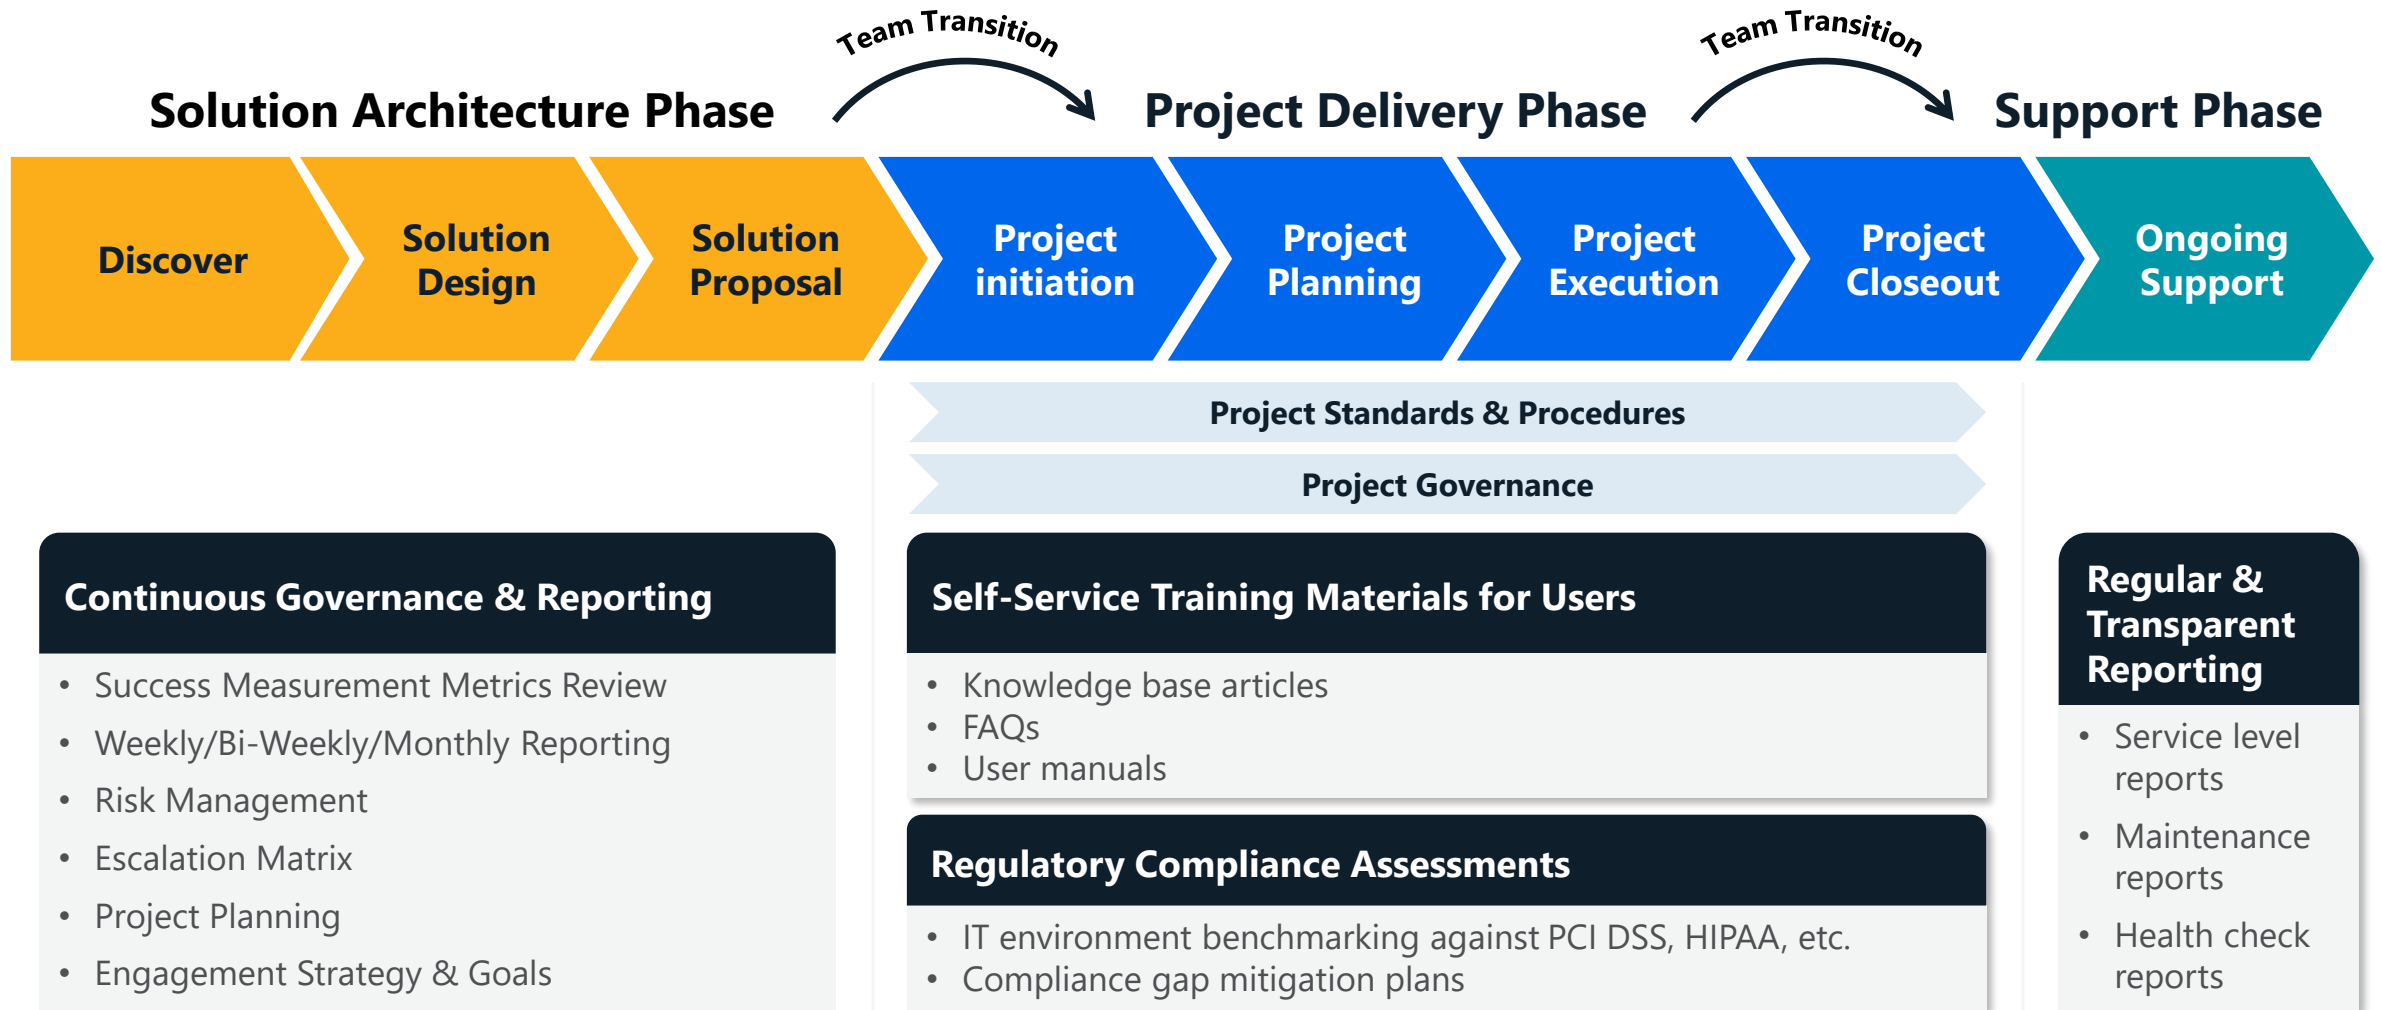 Team Transition
Team Transition
Solution Architecture Phase
Project Delivery Phase
Support Phase
Discover
Solution
Design
Solution
Proposal
Project
initiation
Project
Planning
Project
Execution
Project
Closeout
Ongoing
Support
Project Standards & Procedures
Project Governance
Continuous Governance & Reporting
• Success Measurement Metrics Review
• Weekly/Bi-Weekly/Monthly Reporting
• Risk Management
• Escalation Matrix
• Project Planning
• Engagement Strategy & Goals
Self-Service Training Materials for Users
• Knowledge base articles
• FAQs
• User manuals
Regulatory Compliance Assessments
• IT environment benchmarking against PCI DSS, HIPAA, etc.
• Compliance gap mitigation plans
Regular &
Transparent
Reporting
• Service level
reports
• Maintenance
reports
• Health check
reports